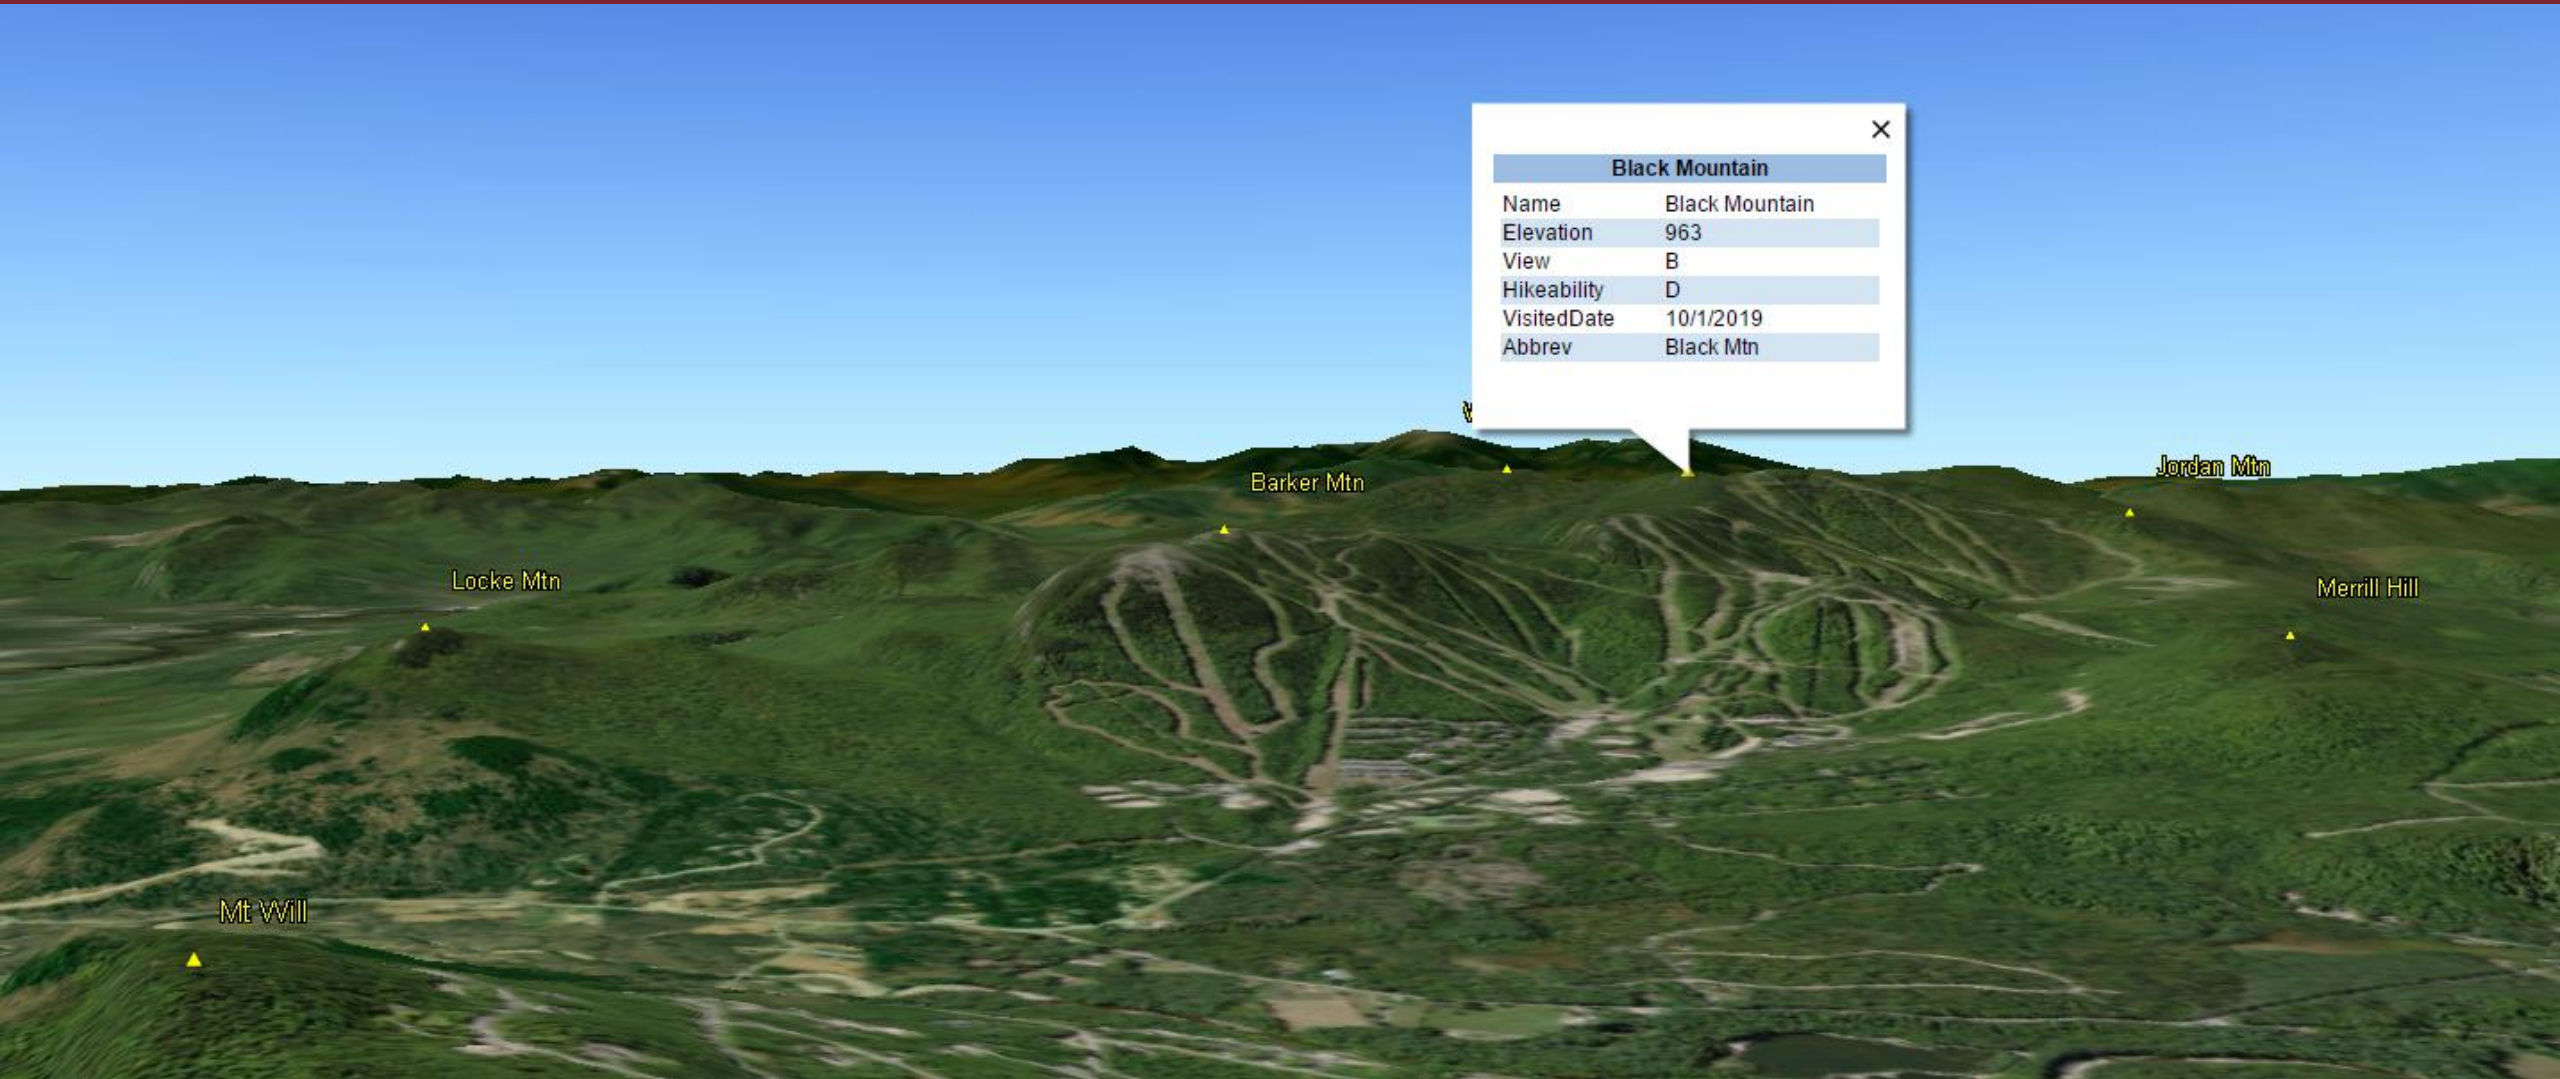 Black Mountain
Name Black Mountain
Elevation 963
View B
Hikeability D
VisitedDate 10/1/2019
Abbrev Black Mtn
Jordan Mtn
Barker Mtn
Locke Mtn
Merrill Hill
Mt Will